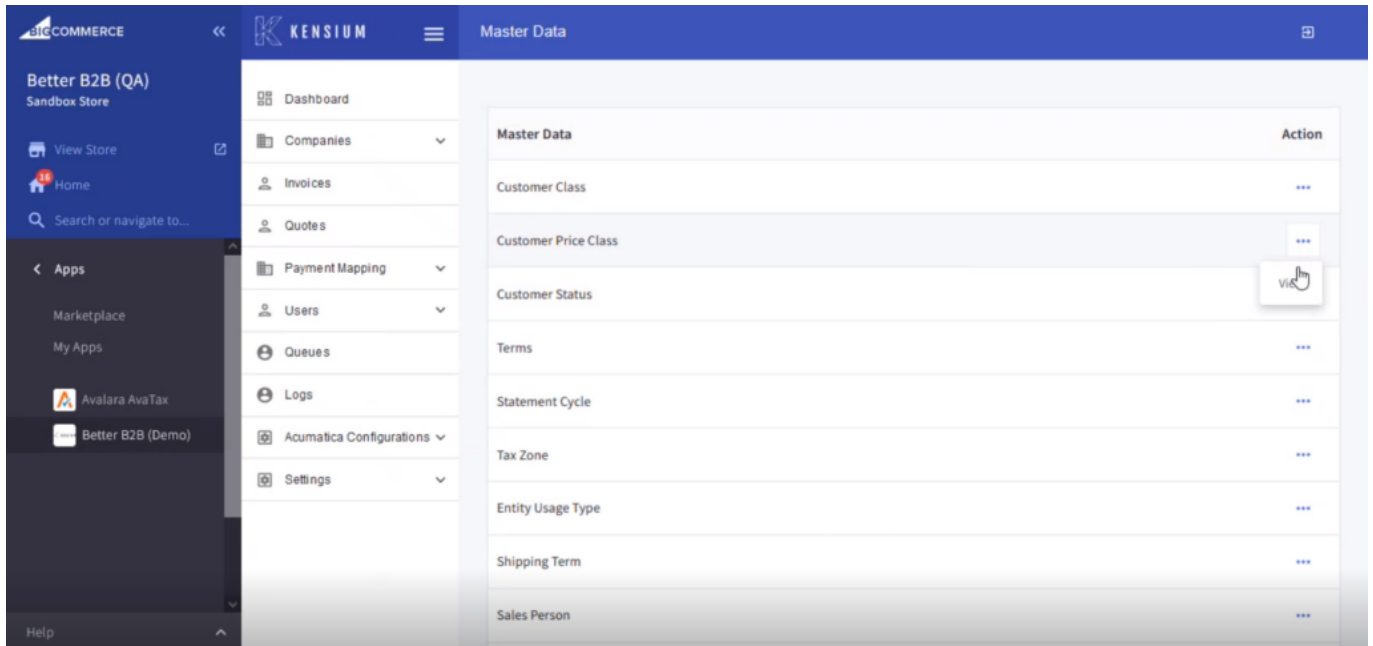 BIGCOMMERCE
Better B2B (QA)
Sandbox Store
View Store
16
Home
Search or navigate to...
Apps
Marketplace
My Apps
Avalara AvaTax
Better B2B (Demo)
Help
KENSIUM
Dashboard
Companies
Invoices
Quotes
Payment Mapping
Users
Queues
Logs
Acumatica Configurations
Settings
Master Data
Master Data Action
Customer Class
Customer Price Class
Customer Status
Terms
Statement Cycle
Tax Zone
Entity Usage Type
Shipping Term
Sales Person